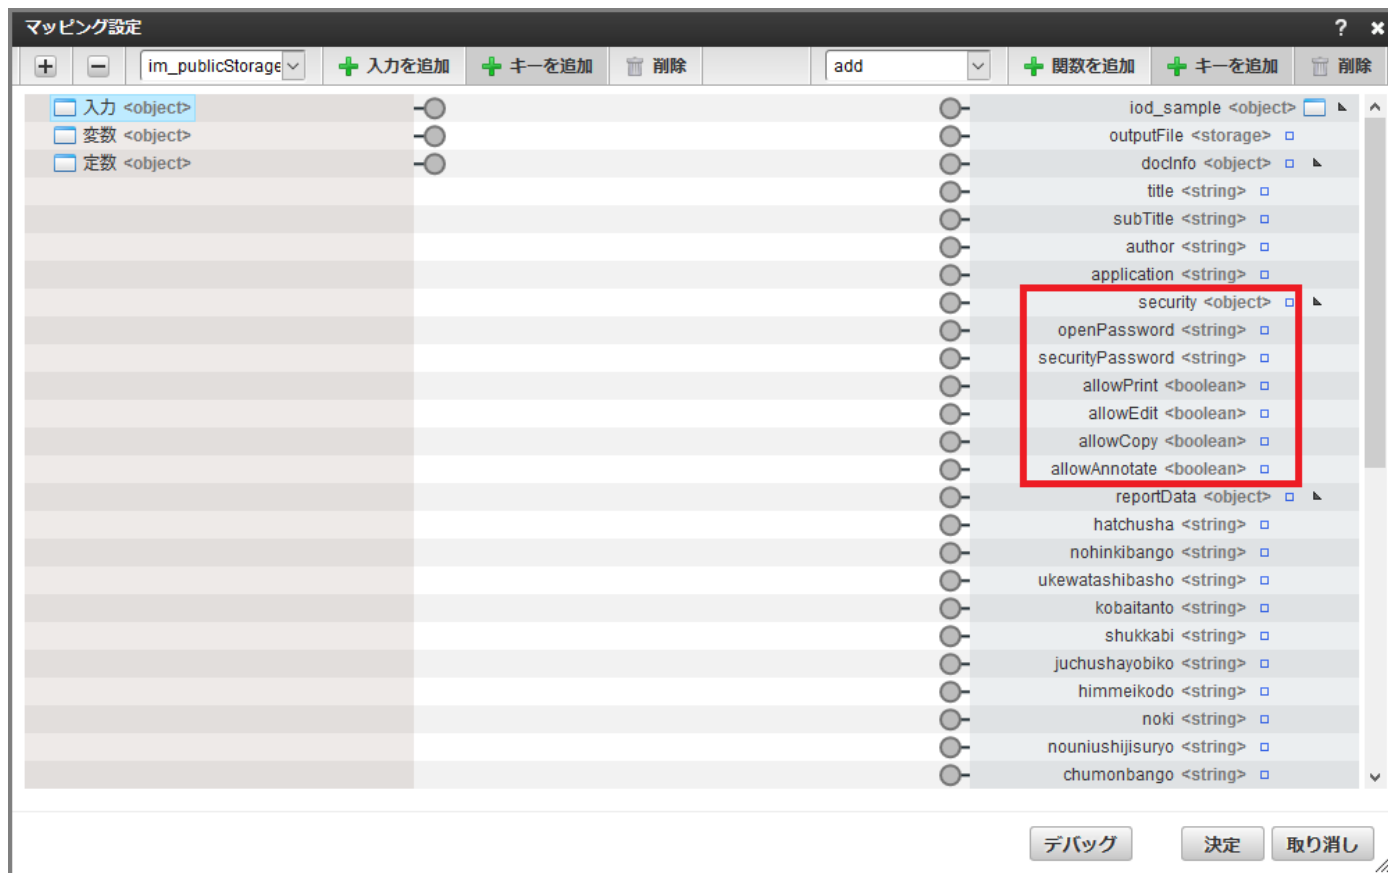 マッピング設定 ?
im_publicStorage 入力を追加 キーを追加 削除 add 関数を追加 キーを追加 削除
入力 <object> iod_sample <object>
変数 <object> outputFile <storage>
定数 <object> docInfo <object>
title <string>
subTitle <string>
author <string>
application <string>
security <object>
openPassword <string>
securityPassword <string>
allowPrint <boolean>
allowEdit <boolean>
allowCopy <boolean>
allowAnnotate <boolean>
reportData <object>
hatchusha <string>
nohinkibango <string>
ukewatashibasho <string>
kobaitanto <string>
shukkabi <string>
juchushayobiko <string>
himmeikodo <string>
noki <string>
nouniushijisuryo <string>
chumonbango <string>
デバッグ 決定 取り消し